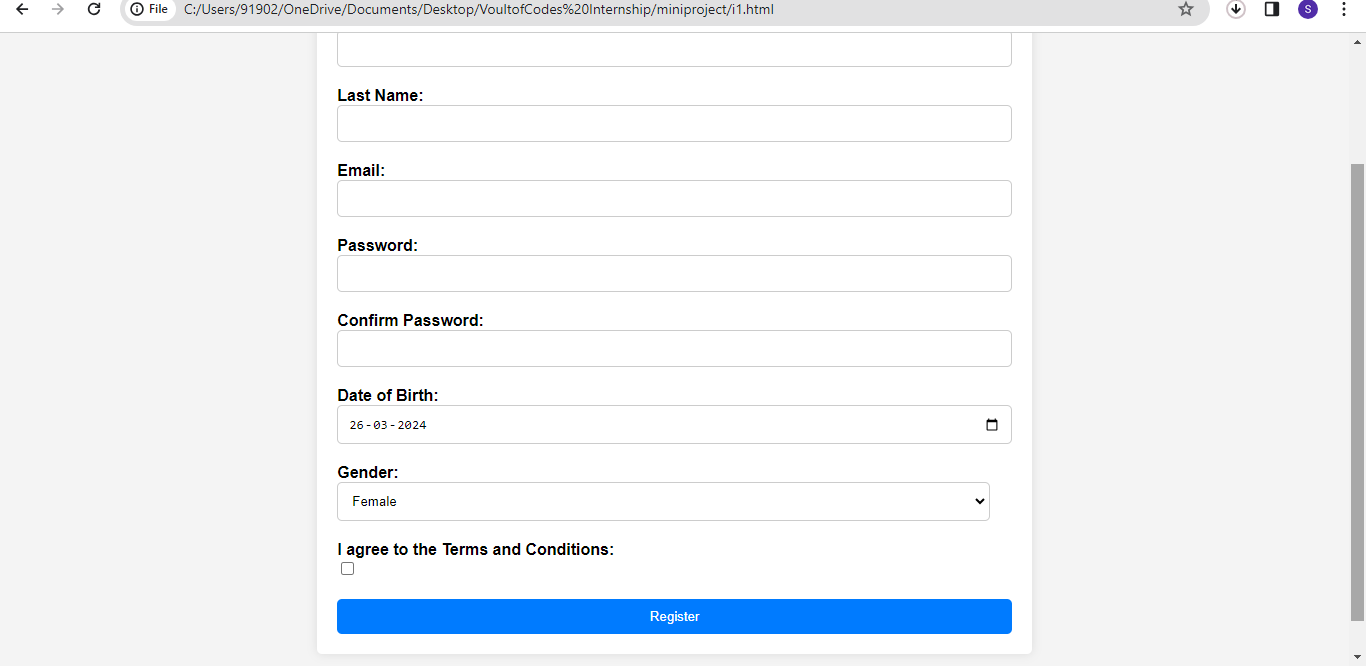 File C:/Users/91902/OneDrive/Documents/Desktop/VoultofCodes%20Internship/miniproject/i1.html S
Last Name:
Email:
Password:
Confirm Password:
Date of Birth:
26-03-2024
Gender:
Female
I agree to the Terms and Conditions:
Register